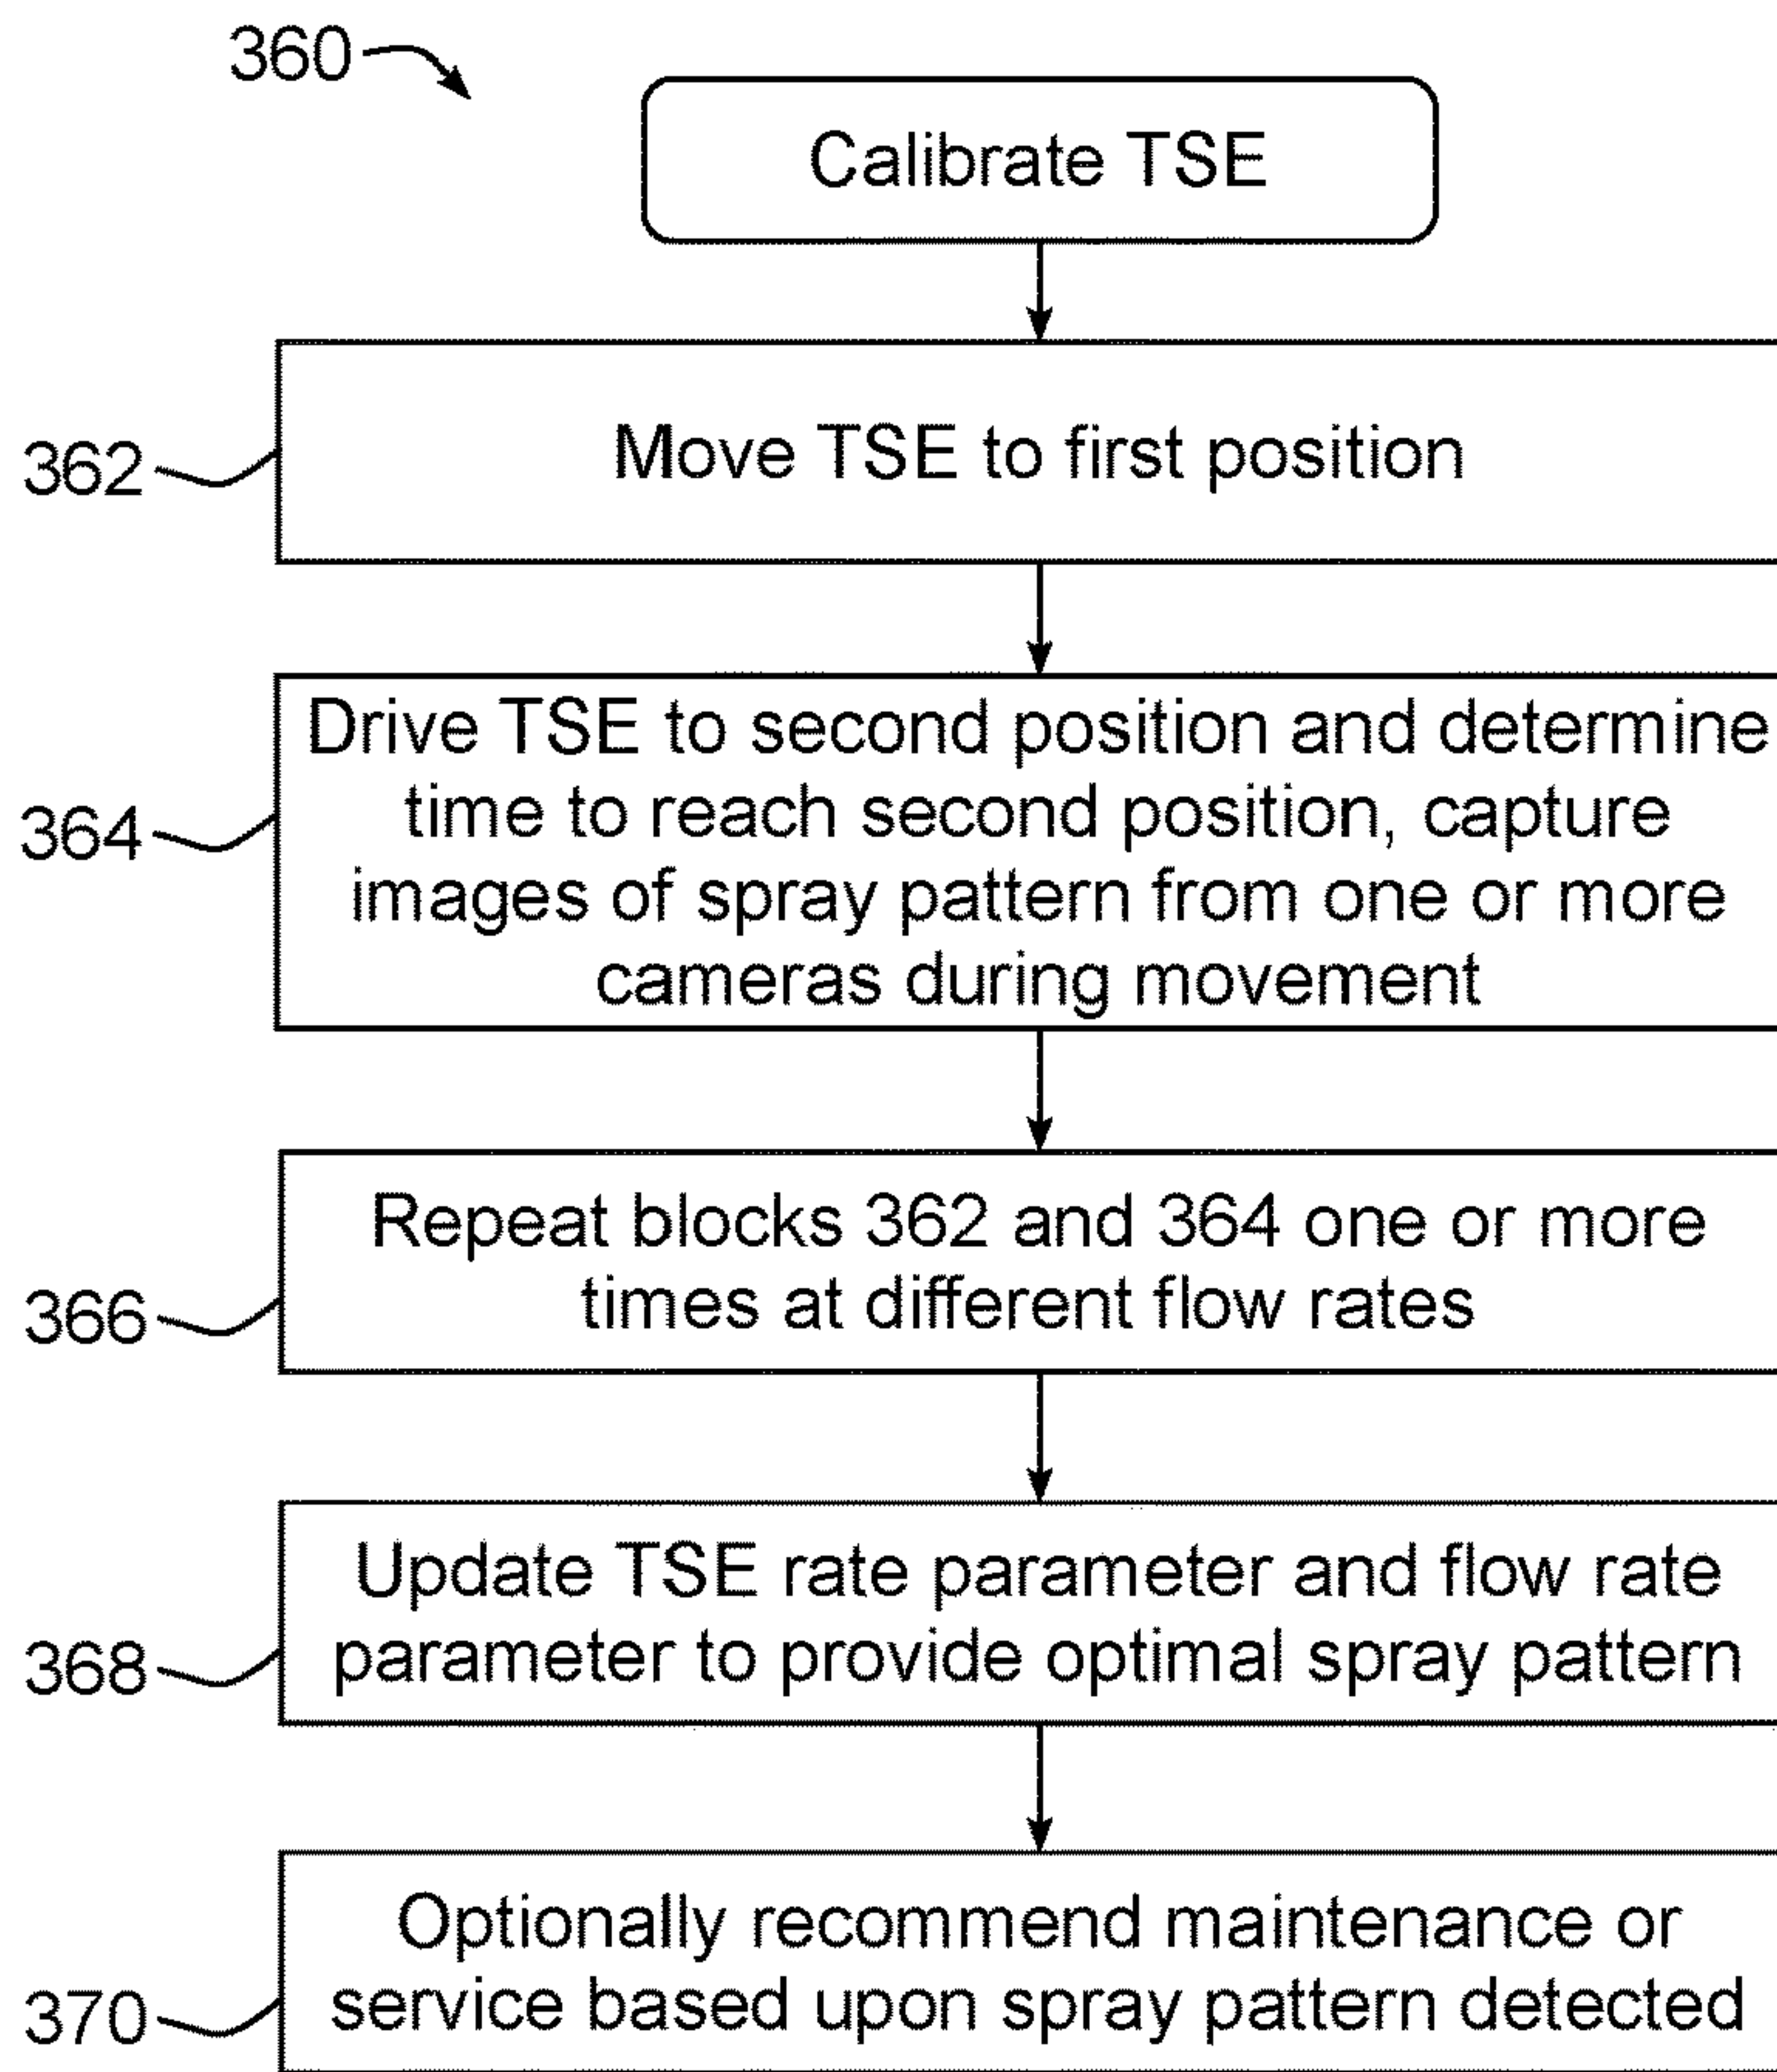 360
Calibrate TSE
362
Move TSE to first position
364
Drive TSE to second position and determine
time to reach second position, capture
images of spray pattern from one or more
cameras during movement
366
Repeat blocks 362 and 364 one or more
times at different flow rates
368
Update TSE rate parameter and flow rate
parameter to provide optimal spray pattern
370
Optionally recommend maintenance or
service based upon spray pattern detected